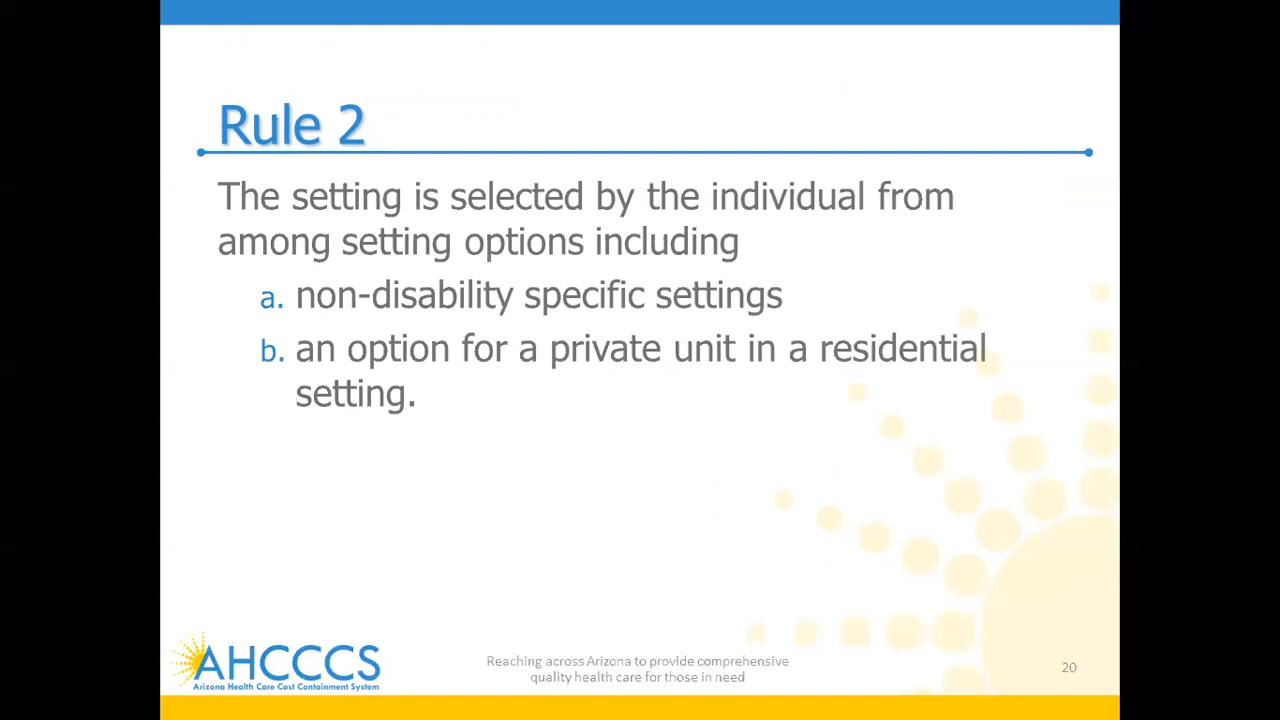 Rule 2
The setting is selected by the individual from
among setting options including
a. non-disability specific settings
b. an option for a private unit in a residential
setting.
AHCCCS
Arizona Health Care Cost Containment System
Reaching across Arizona to provide comprehensive
quality health care for those in need
20